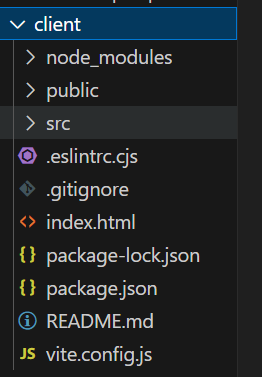 client
node_modules
public
src
.eslintrc.cjs
.gitignore
index.html
package-lock.json
package.json
README.md
JS vite.config.js